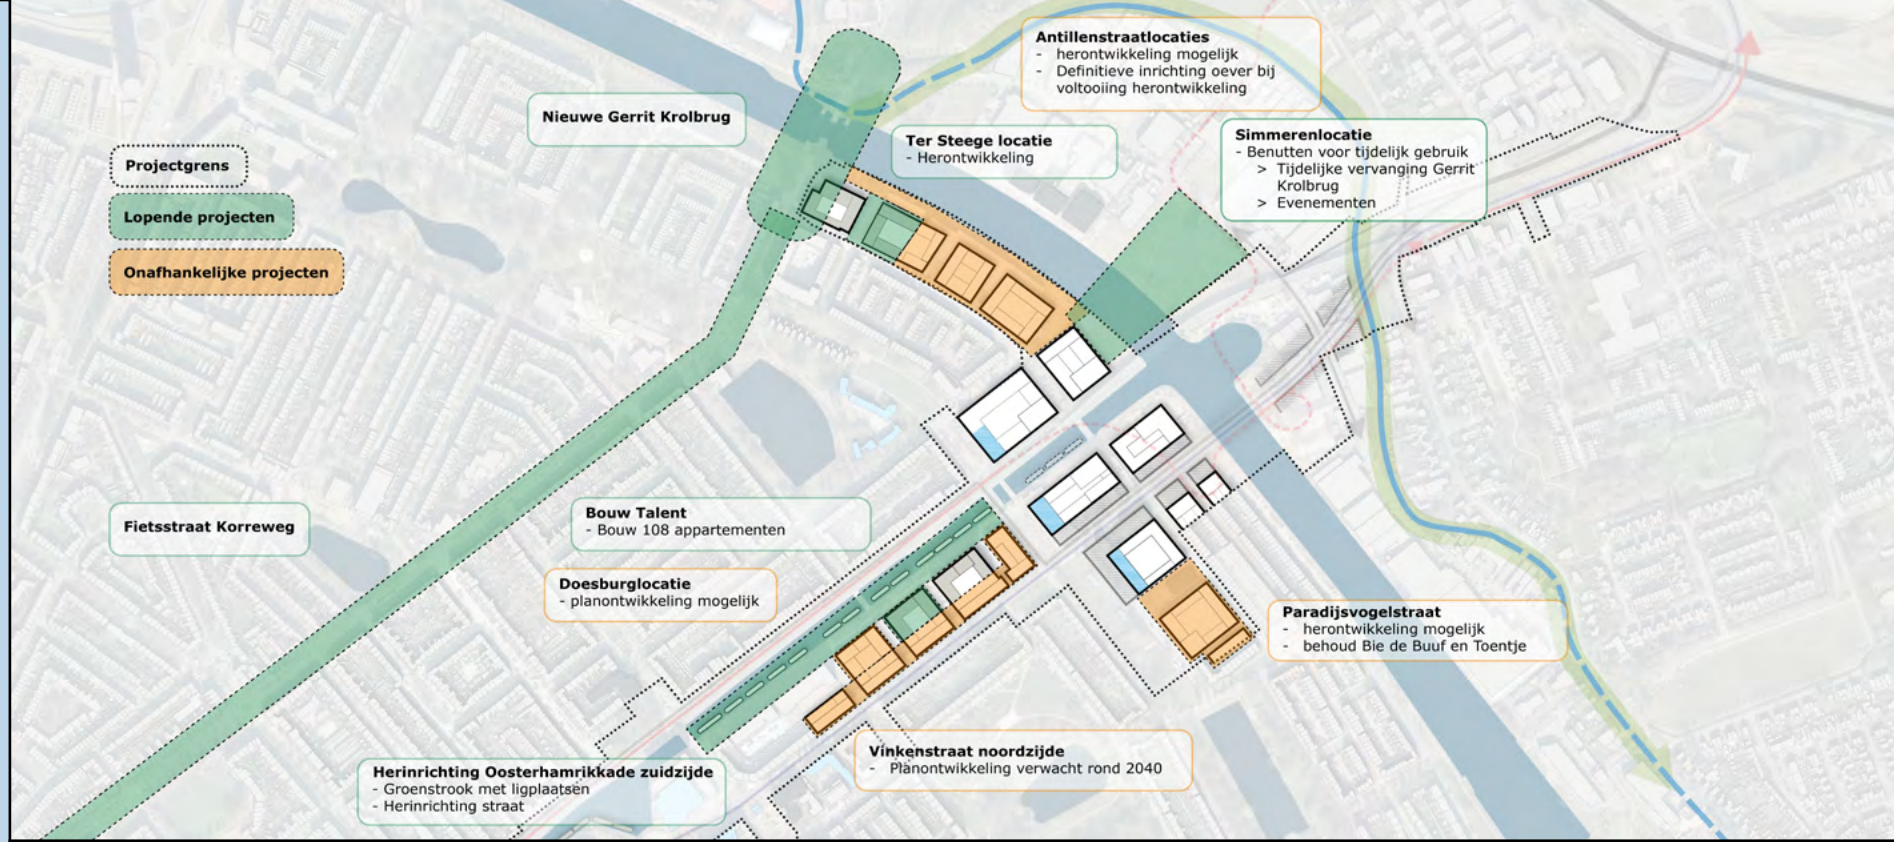 Antillenstraatlocaties
- herontwikkeling mogelijk
- Definitieve inrichting oever bij
voltooiing herontwikkeling
Nieuwe Gerrit Krolbrug
Ter Steege locatie
- Herontwikkeling
Simmerenlocatie
- Benutten voor tijdelijk gebruik
> Tijdelijke vervanging Gerrit
Krolbrug
> Evenementen
Projectgrens
Lopende projecten
Onafhankelijke projecten
Fietsstraat Korreweg
Bouw Talent
- Bouw 108 appartementen
Doesburglocatie
- planontwikkeling mogelijk
Paradijsvogelstraat
- herontwikkeling mogelijk
- behoud Bie de Buuf en Toentje
Vinkenstraat noordzijde
- Planontwikkeling verwacht rond 2040
Herinrichting Oosterhamrikkade zuidzijde
- Groenstrook met ligplaatsen
- Herinrichting straat